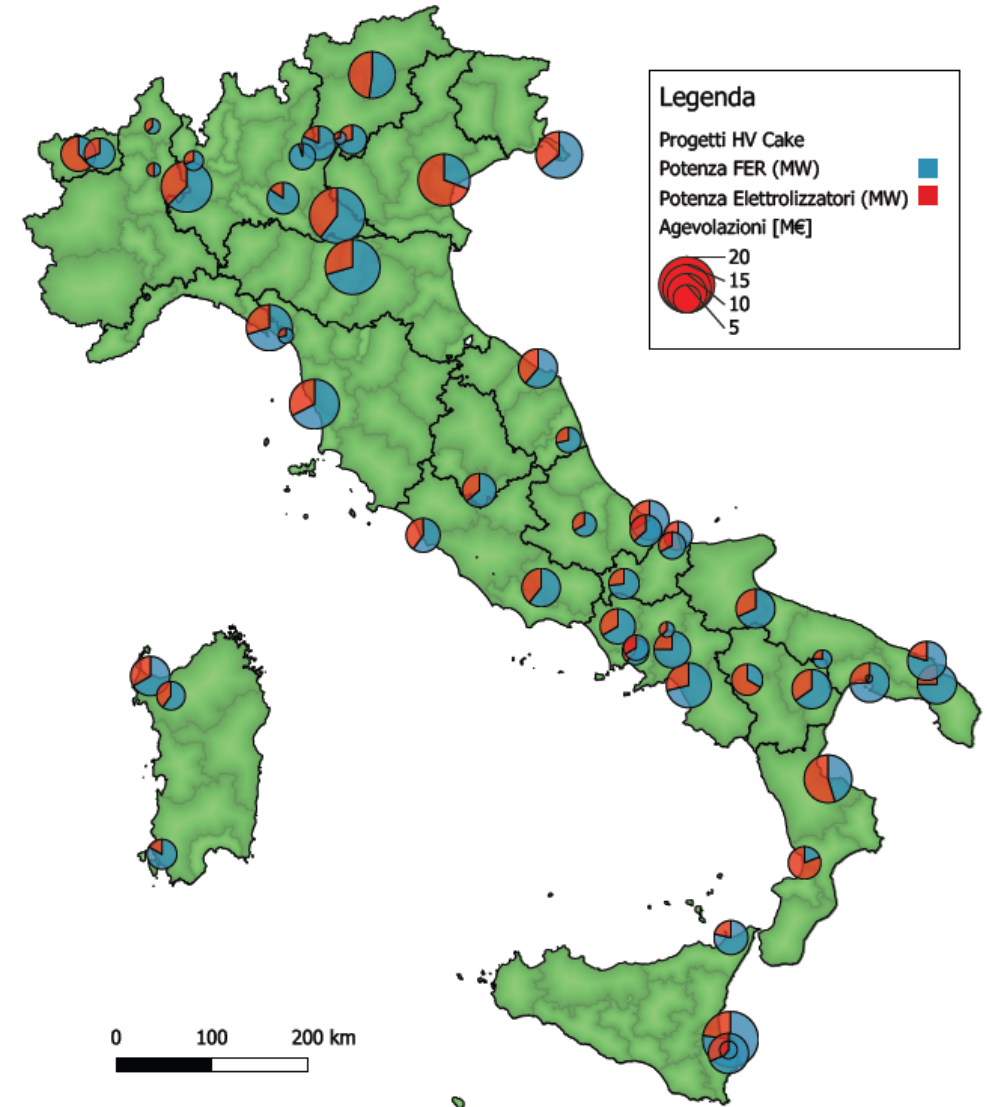 Legenda
Progetti HV Cake
Potenza FER (MW)
Potenza Elettrolizzatori (MW)
Agevolazioni [M€]
20
15
10
5
0 100 200 km